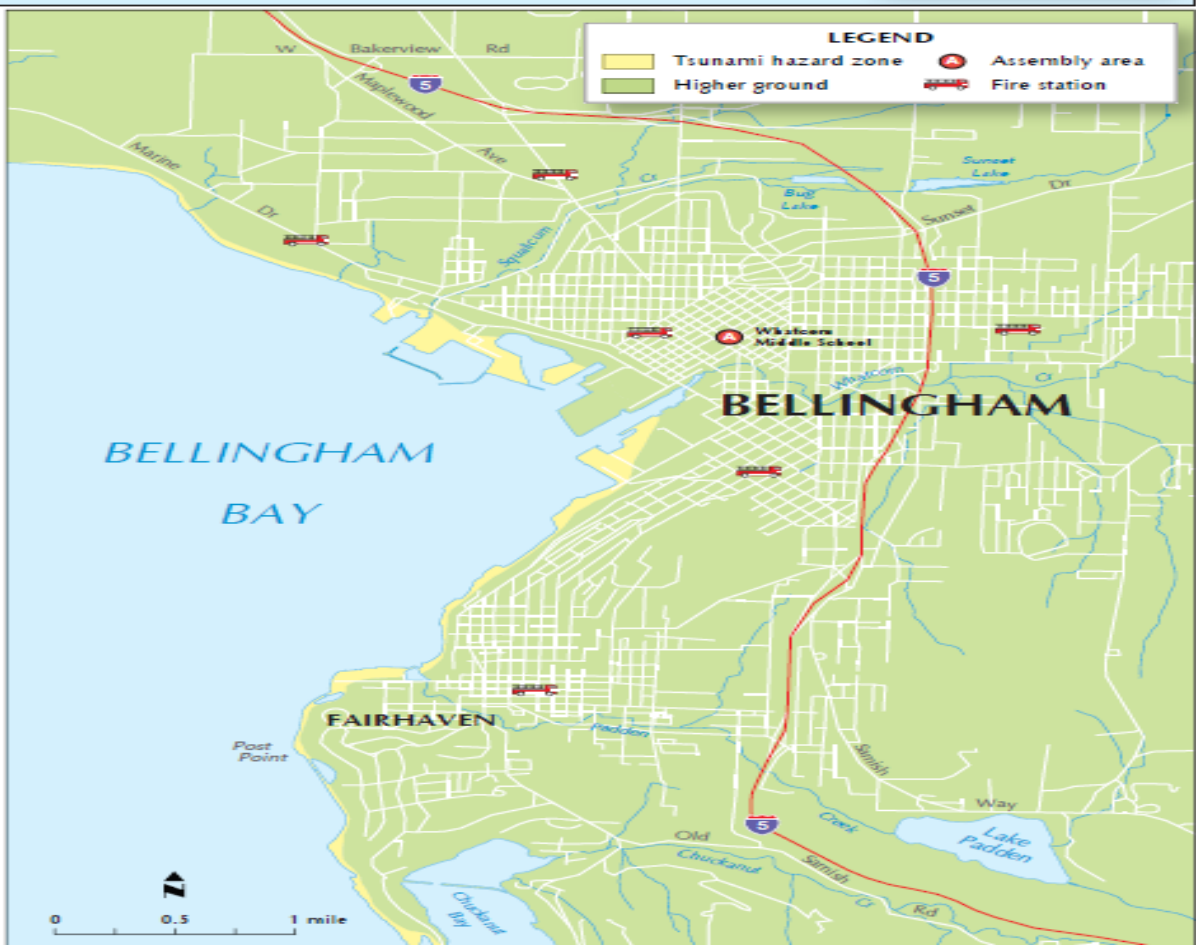 LEGEND
Tsunami hazard zone
Assembly area
Higher ground
Fire station
A
W Bakerview Rd
5
Maplewood Ave
Marine Dr
Squalicum Cr
Bug
Lake
Sunset
Lake
Sunset Dr
5
A
Whatcom
Middle School
Whatcom Cr
BELLINGHAM
BELLINGHAM
BAY
FAIRHAVEN
Post
Point
Padden Creek
Samish Way
5
Lake
Padden
Old Samish Rd
Chuckanut Cr
Chuckanut
Bay
N
0 0.5 1 mile